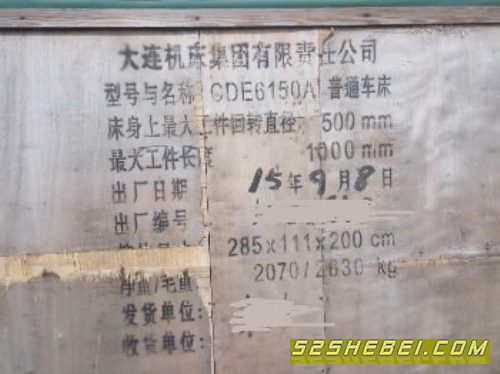 大连机床集团有限责任公司
型号与名称 CDE6150A 普通车床
床身上最大工件回转直径 500 mm
最大工件长度 1000 mm
出厂日期 15年9月8日
出厂编号
285x111x200 cm
净重/毛重 2070/2630 kg
发货单位:
收货单位:
52SHEBEI.COM